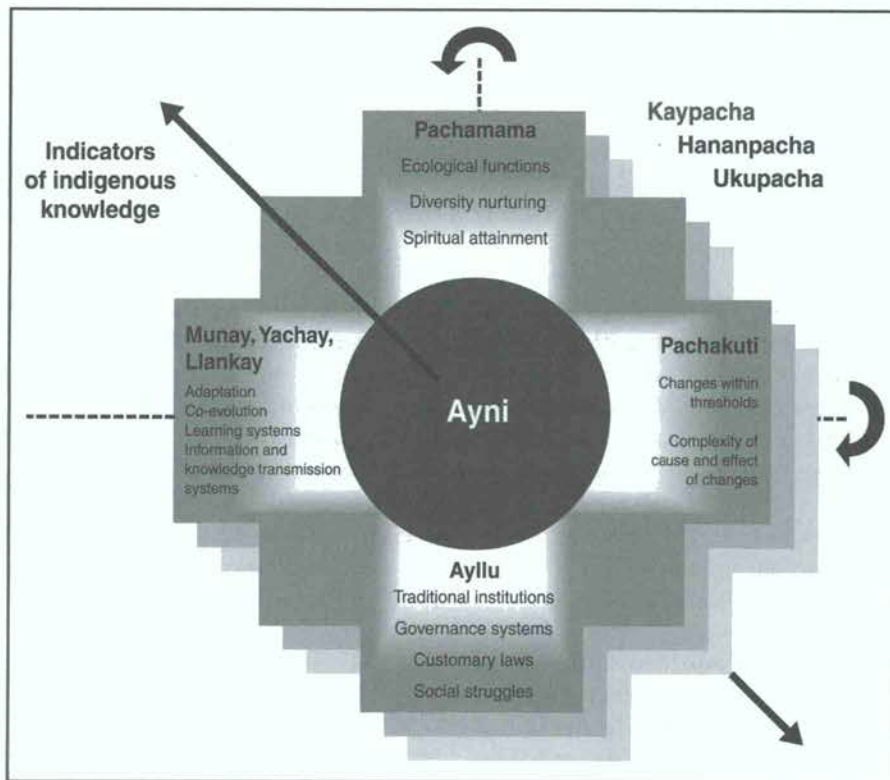 Kaypacha
Hananpacha
Ukupacha
Indicators
of indigenous
knowledge
Pachamama
Ecological functions
Diversity nurturing
Spiritual attainment
Munay, Yachay,
Llankay
Adaptation
Co-evolution
Learning systems
Information and
knowledge transmission
systems
Ayni
Pachakuti
Changes within
thresholds
Complexity of
cause and effect
of changes
Ayllu
Traditional institutions
Governance systems
Customary laws
Social struggles